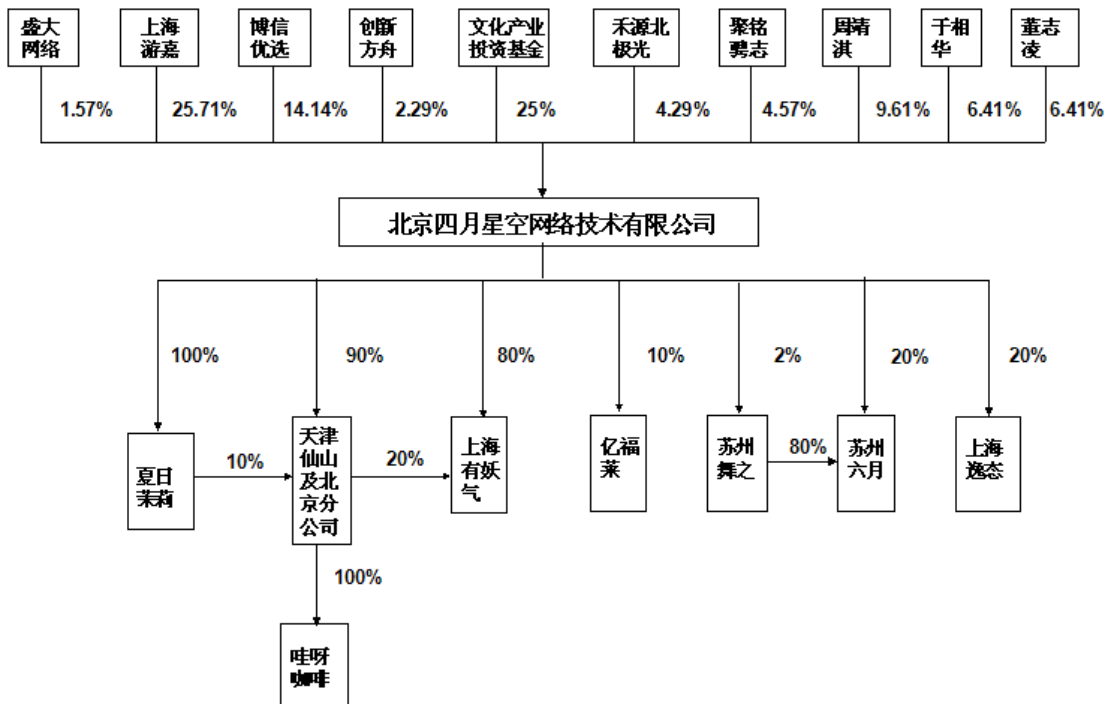 盛大
网络
上海
游嘉
博信
优选
创新
方舟
文化产业
投资基金
禾源北
极光
聚铭
骋志
周靖
淇
于相
华
董志
凌
1.57%
25.71%
14.14%
2.29%
25%
4.29%
4.57%
9.61%
6.41%
6.41%
北京四月星空网络技术有限公司
100%
90%
80%
10%
2%
20%
20%
夏日
茉莉
10%
天津
仙山
及北
京分
公司
20%
上海
有妖
气
亿福
莱
苏州
舞之
80%
苏州
六月
上海
逸态
100%
哇呀
咖啡